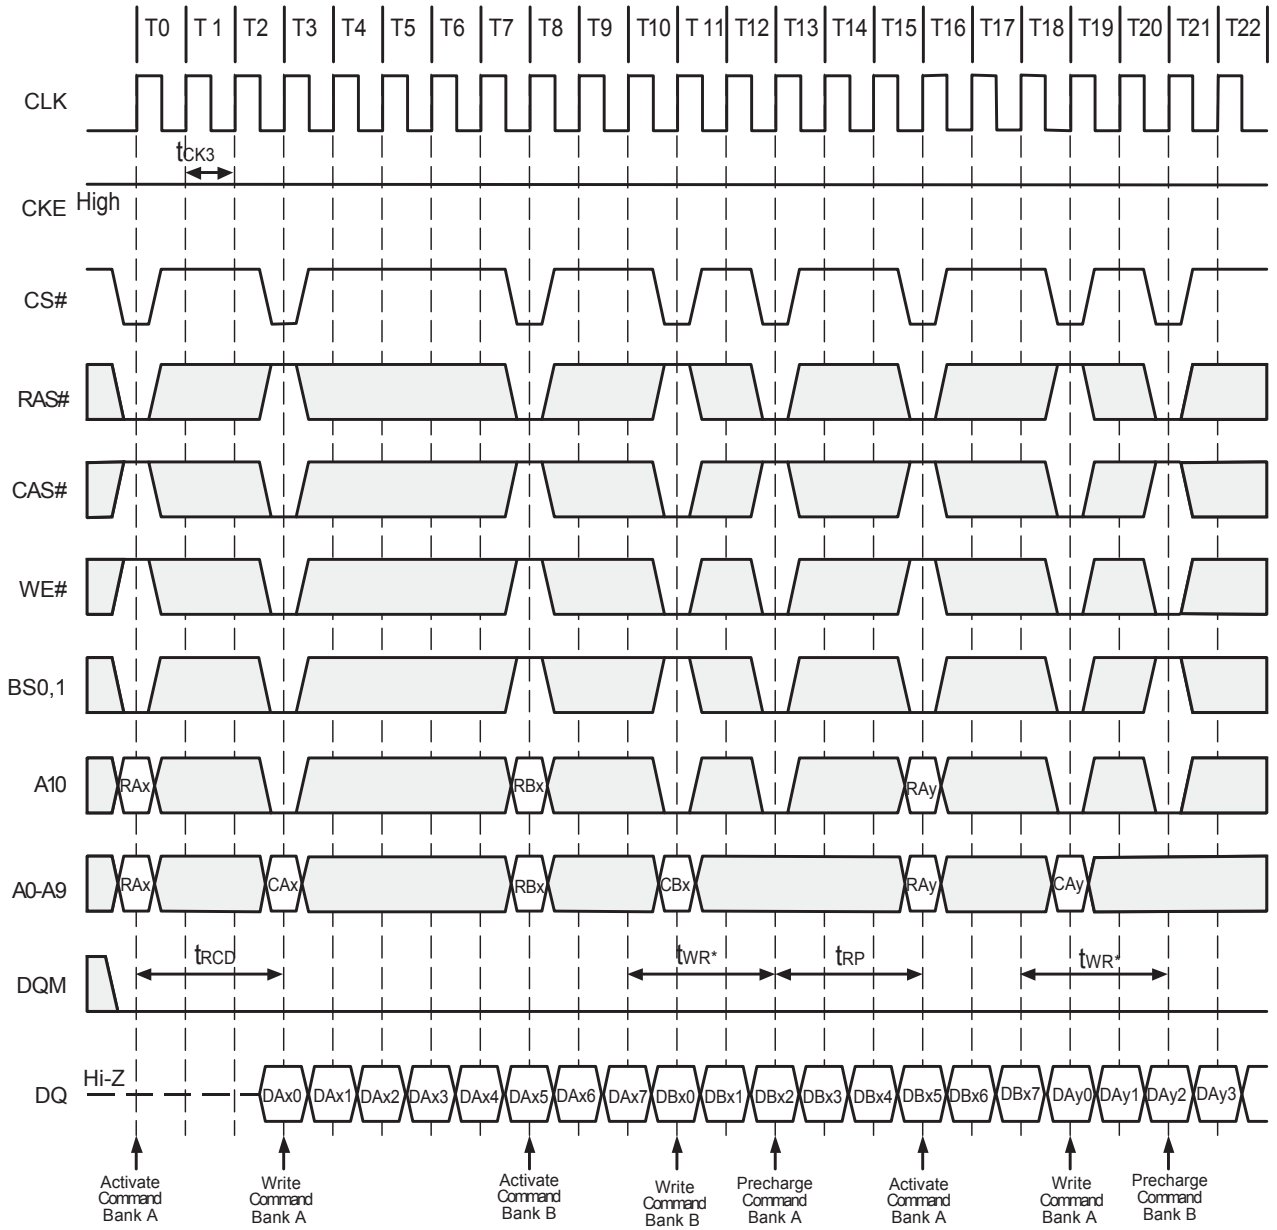 T0 T 1 T2 T3 T4 T5 T6 T7 T8 T9 T10 T 11 T12 T13 T14 T15 T16 T17 T18 T19 T20 T21 T22
CLK
tCK3
CKE High
CS#
RAS#
CAS#
WE#
BS0,1
A10 RAx RBx RAy
A0-A9 RAx CAx RBx CBx RAy CAy
tRCD tWR* tRP tWR*
DQM
Hi-Z
DQ DAx0 DAx1 DAx2 DAx3 DAx4 DAx5 DAx6 DAx7 DBx0 DBx1 DBx2 DBx3 DBx4 DBx5 DBx6 DBx7 DAy0 DAy1 DAy2 DAy3
Activate
Command
Bank A
Write
Command
Bank A
Activate
Command
Bank B
Write
Command
Bank B
Precharge
Command
Bank A
Activate
Command
Bank A
Write
Command
Bank A
Precharge
Command
Bank B